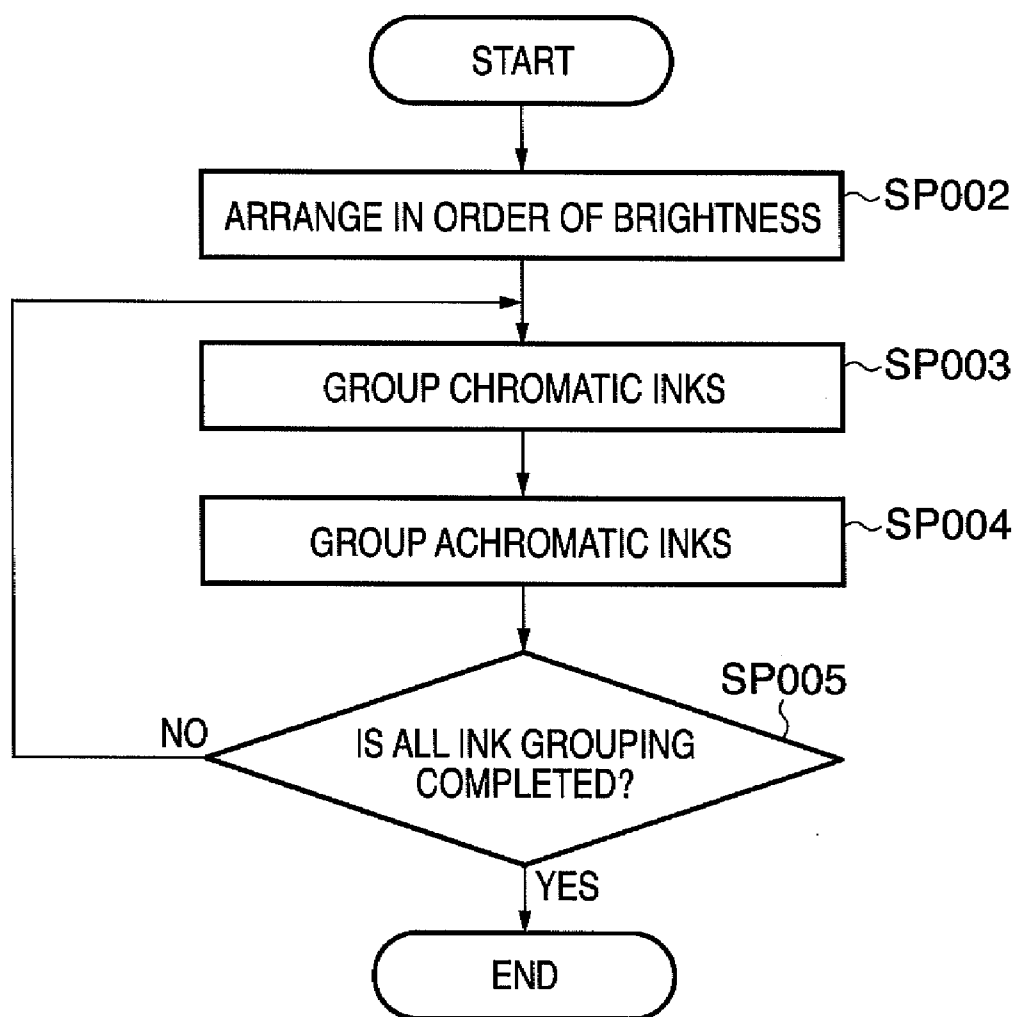 START
ARRANGE IN ORDER OF BRIGHTNESS
SP002
GROUP CHROMATIC INKS
SP003
GROUP ACHROMATIC INKS
SP004
SP005
NO
IS ALL INK GROUPING
COMPLETED?
YES
END